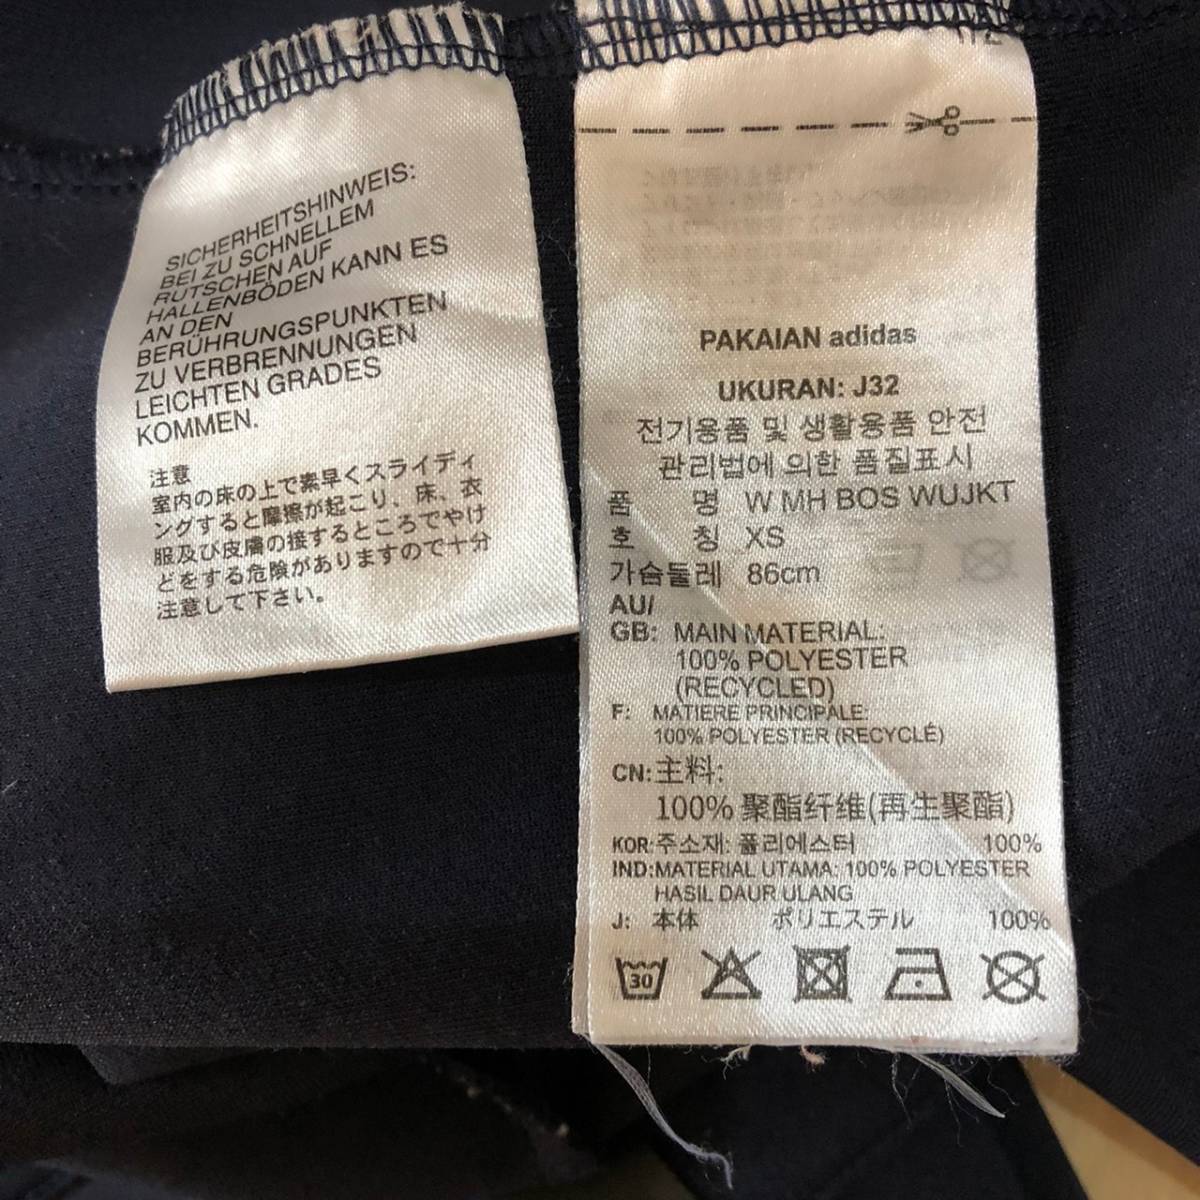 SICHERHEITSHINWEIS:
BEI ZU SCHNELLEM
RUTSCHEN AUF
HALLENBÖDEN KANN ES
AN DEN
BERÜHRUNGSPUNKTEN
ZU VERBRENNUNGEN
LEICHTEN GRADES
KOMMEN.
注意
室内の床の上で素早くスライディ
ングすると摩擦が起こり、床、衣
服及び皮膚の接するところでやけ
どをする危険がありますので十分
注意して下さい。
PAKAIAN adidas
UKURAN: J32
전기용품 및 생활용품 안전
관리법에 의한 품질표시
품 명 W MH BOS WUJKT
호 칭 XS
가슴둘레 86cm
AU/
GB: MAIN MATERIAL:
100% POLYESTER
(RECYCLED)
F: MATIERE PRINCIPALE:
100% POLYESTER (RECYCLÉ)
CN:主料:
100% 聚酯纤维(再生聚酯)
KOR:주소재: 폴리에스터 100%
IND:MATERIAL UTAMA: 100% POLYESTER
HASIL DAUR ULANG
J: 本体 ポリエステル 100%
30